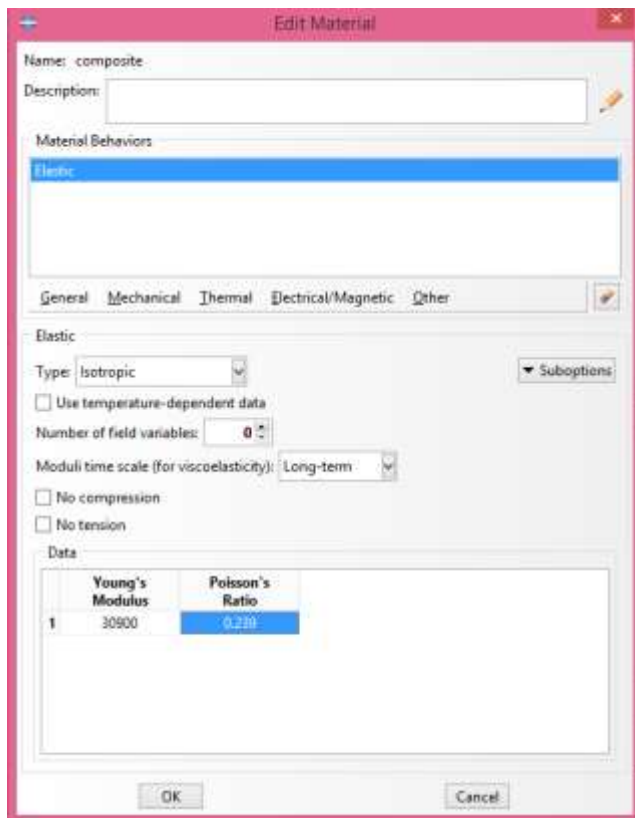 Edit Material
Name: composite
Description:
Material Behaviors
Elastic
General Mechanical Thermal Electrical/Magnetic Other
Elastic
Type: Isotropic
Suboptions
Use temperature-dependent data
Number of field variables: 0
Moduli time scale (for viscoelasticity): Long-term
No compression
No tension
Data
Young's Poisson's
Modulus Ratio
1 30900 0.239
OK Cancel